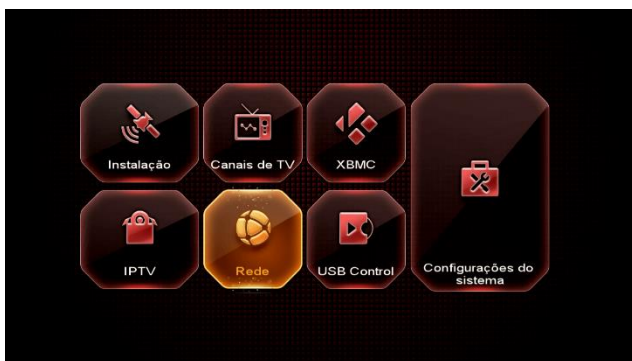 Instalação
Canais de TV
XBMC
IPTV
Rede
USB Control
Configurações do
sistema